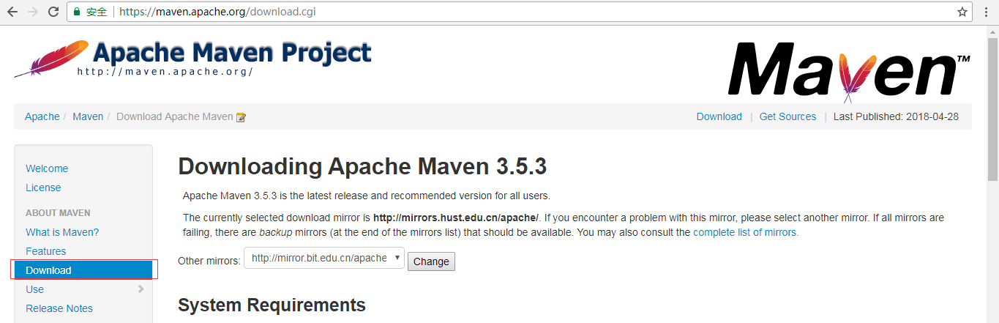 安全 https://maven.apache.org/download.cgi
Apache Maven Project
http://maven.apache.org/
Maven™
Apache / Maven / Download Apache Maven
Download | Get Sources | Last Published: 2018-04-28
Welcome
License
ABOUT MAVEN
What is Maven?
Features
Download
Use
Release Notes
Downloading Apache Maven 3.5.3
Apache Maven 3.5.3 is the latest release and recommended version for all users.
The currently selected download mirror is http://mirrors.hust.edu.cn/apache/. If you encounter a problem with this mirror, please select another mirror. If all mirrors are
failing, there are backup mirrors (at the end of the mirrors list) that should be available. You may also consult the complete list of mirrors.
Other mirrors: http://mirror.bit.edu.cn/apache Change
System Requirements